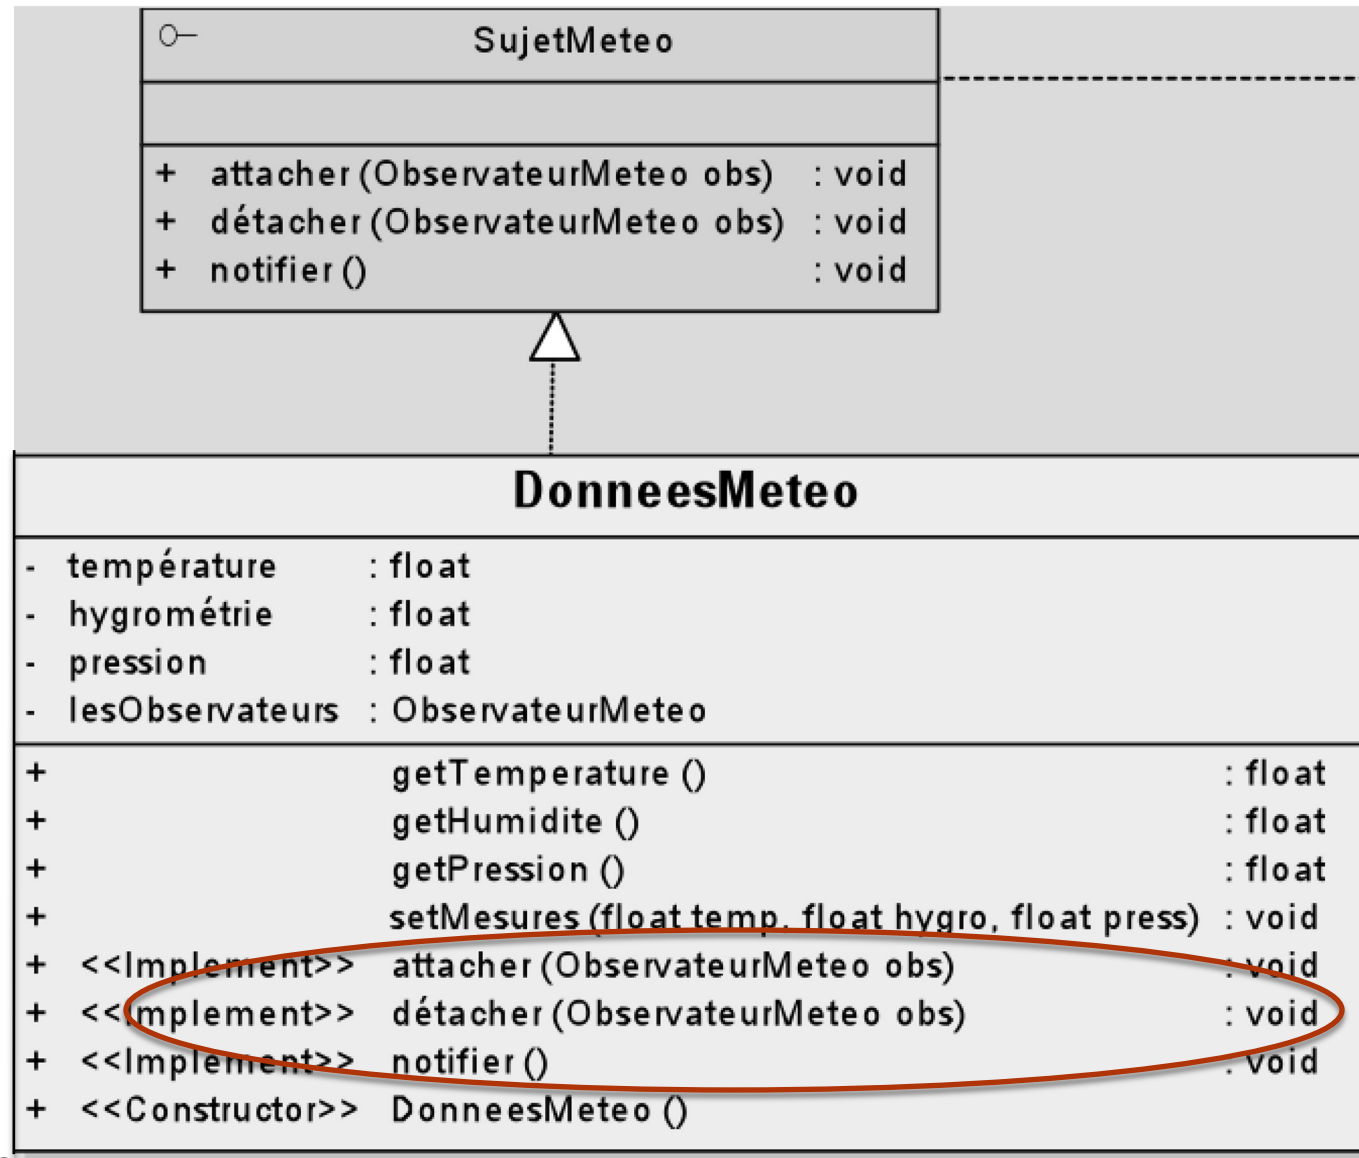 SujetMeteo
+ attacher (ObservateurMeteo obs) : void
+ détacher (ObservateurMeteo obs) : void
+ notifier () : void
DonneesMeteo
- température : float
- hygrométrie : float
- pression : float
- lesObservateurs : ObservateurMeteo
+ getTemperature () : float
+ getHumidite () : float
+ getPression () : float
+ setMesures (float temp, float hygro, float press) : void
+ <<Implement>> attacher (ObservateurMeteo obs) : void
+ <<Implement>> détacher (ObservateurMeteo obs) : void
+ <<Implement>> notifier () : void
+ <<Constructor>> DonneesMeteo ()